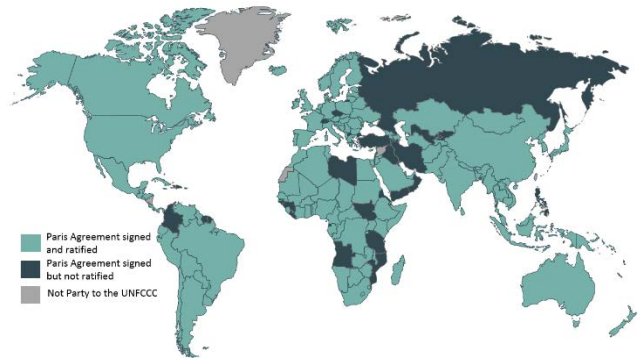 Paris Agreement signed
and ratified
Paris Agreement signed
but not ratified
Not Party to the UNFCCC